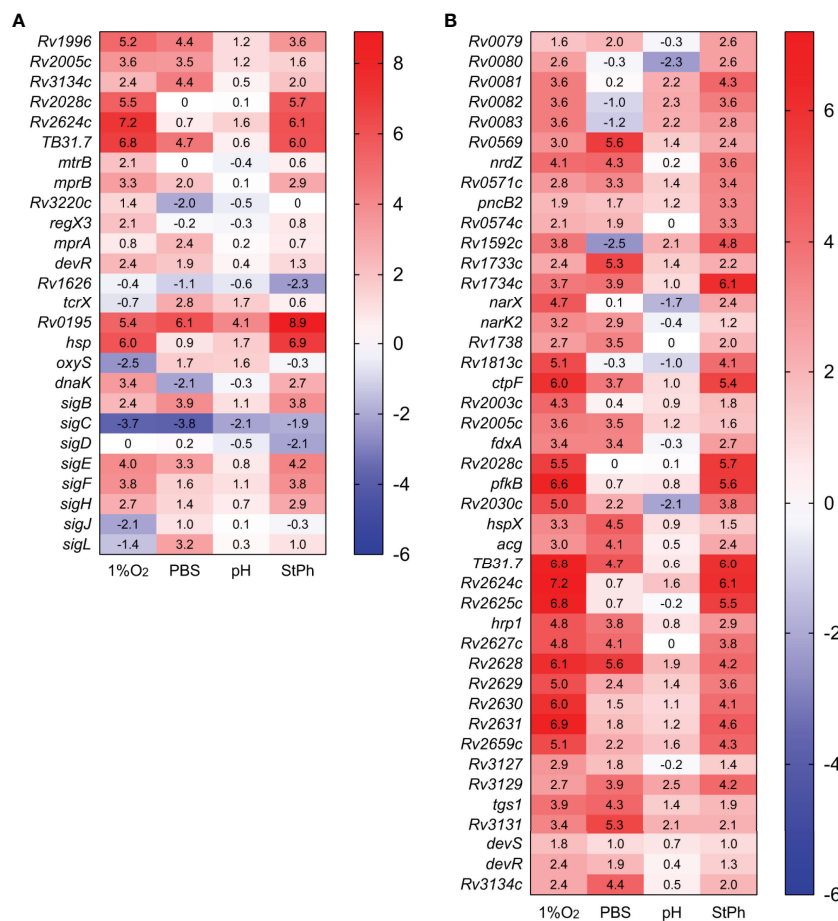 A
Rv1996 5.2 4.4 1.2 3.6
Rv2005c 3.6 3.5 1.2 1.6
Rv3134c 2.4 4.4 0.5 2.0
Rv2028c 5.5 0 0.1 5.7
Rv2624c 7.2 0.7 1.6 6.1
TB31.7 6.8 4.7 0.6 6.0
mtrB 2.1 0 -0.4 0.6
mprB 3.3 2.0 0.1 2.9
Rv3220c 1.4 -2.0 -0.5 0
regX3 2.1 -0.2 -0.3 0.8
mprA 0.8 2.4 0.2 0.7
devR 2.4 1.9 0.4 1.3
Rv1626 -0.4 -1.1 -0.6 -2.3
tcrX -0.7 2.8 1.7 0.6
Rv0195 5.4 6.1 4.1 8.9
hsp 6.0 0.9 1.7 6.9
oxyS -2.5 1.7 1.6 -0.3
dnaK 3.4 -2.1 -0.3 2.7
sigB 2.4 3.9 1.1 3.8
sigC -3.7 -3.8 -2.1 -1.9
sigD 0 0.2 -0.5 -2.1
sigE 4.0 3.3 0.8 4.2
sigF 3.8 1.6 1.1 3.8
sigH 2.7 1.4 0.7 2.9
sigJ -2.1 1.0 0.1 -0.3
sigL -1.4 3.2 0.3 1.0
1%O2 PBS pH StPh
8
6
4
2
0
-2
-4
-6
B
Rv0079 1.6 2.0 -0.3 2.6
Rv0080 2.6 -0.3 -2.3 2.6
Rv0081 3.6 0.2 2.2 4.3
Rv0082 3.6 -1.0 2.3 3.6
Rv0083 3.6 -1.2 2.2 2.8
Rv0569 3.0 5.6 1.4 2.4
nrdZ 4.1 4.3 0.2 3.6
Rv0571c 2.8 3.3 1.4 3.4
pncB2 1.9 1.7 1.2 3.3
Rv0574c 2.1 1.9 0 3.3
Rv1592c 3.8 -2.5 2.1 4.8
Rv1733c 2.4 5.3 1.4 2.2
Rv1734c 3.7 3.9 1.0 6.1
narX 4.7 0.1 -1.7 2.4
narK2 3.2 2.9 -0.4 1.2
Rv1738 2.7 3.5 0 2.0
Rv1813c 5.1 -0.3 -1.0 4.1
ctpF 6.0 3.7 1.0 5.4
Rv2003c 4.3 0.4 0.9 1.8
Rv2005c 3.6 3.5 1.2 1.6
fdxA 3.4 3.4 -0.3 2.7
Rv2028c 5.5 0 0.1 5.7
pfkB 6.6 0.7 0.8 5.6
Rv2030c 5.0 2.2 -2.1 3.8
hspX 3.3 4.5 0.9 1.5
acg 3.0 4.1 0.5 2.4
TB31.7 6.8 4.7 0.6 6.0
Rv2624c 7.2 0.7 1.6 6.1
Rv2625c 6.8 0.7 -0.2 5.5
hrp1 4.8 3.8 0.8 2.9
Rv2627c 4.8 4.1 0 3.8
Rv2628 6.1 5.6 1.9 4.2
Rv2629 5.0 2.4 1.4 3.6
Rv2630 6.0 1.5 1.1 4.1
Rv2631 6.9 1.8 1.2 4.6
Rv2659c 5.1 2.2 1.6 4.3
Rv3127 2.9 1.8 -0.2 1.4
Rv3129 2.7 3.9 2.5 4.2
tgs1 3.9 4.3 1.4 1.9
Rv3131 3.4 5.3 2.1 2.1
devS 1.8 1.0 0.7 1.0
devR 2.4 1.9 0.4 1.3
Rv3134c 2.4 4.4 0.5 2.0
1%O2 PBS pH StPh
6
4
2
0
-2
-4
-6